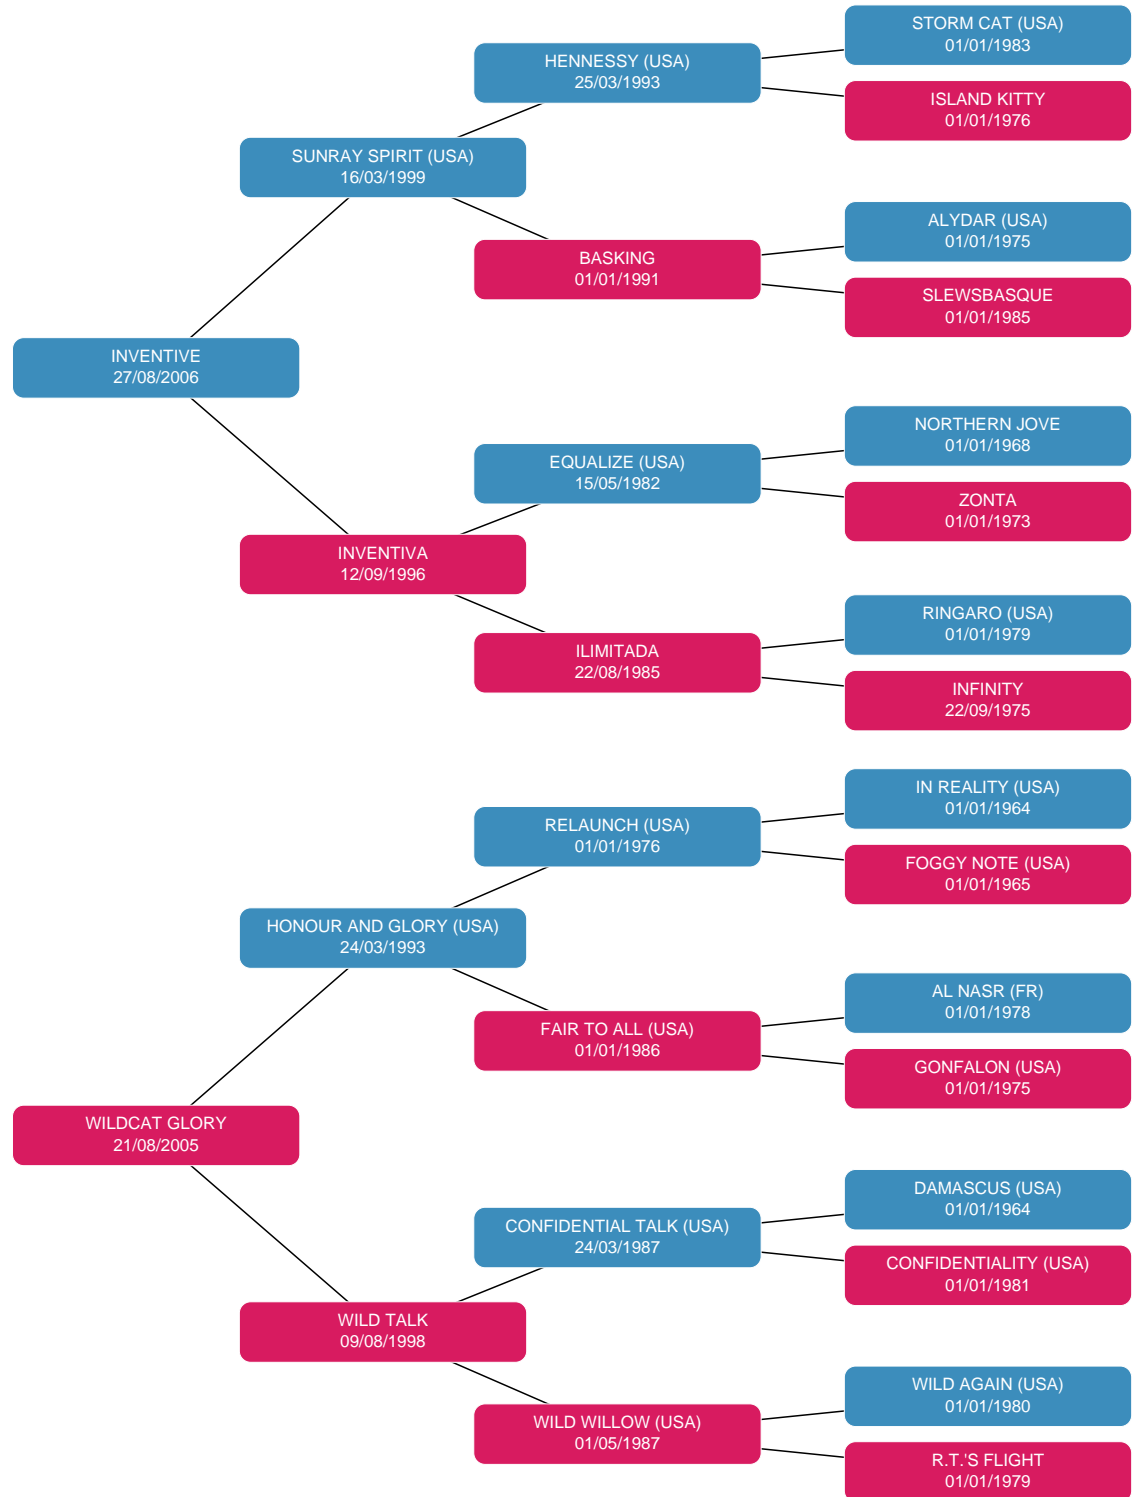 STORM CAT (USA)
01/01/1983
HENNESSY (USA)
25/03/1993
ISLAND KITTY
01/01/1976
SUNRAY SPIRIT (USA)
16/03/1999
ALYDAR (USA)
01/01/1975
BASKING
01/01/1991
SLEWSBASQUE
01/01/1985
INVENTIVE
27/08/2006
NORTHERN JOVE
01/01/1968
EQUALIZE (USA)
15/05/1982
ZONTA
01/01/1973
INVENTIVA
12/09/1996
RINGARO (USA)
01/01/1979
ILIMITADA
22/08/1985
INFINITY
22/09/1975
IN REALITY (USA)
01/01/1964
RELAUNCH (USA)
01/01/1976
FOGGY NOTE (USA)
01/01/1965
HONOUR AND GLORY (USA)
24/03/1993
AL NASR (FR)
01/01/1978
FAIR TO ALL (USA)
01/01/1986
GONFALON (USA)
01/01/1975
WILDCAT GLORY
21/08/2005
DAMASCUS (USA)
01/01/1964
CONFIDENTIAL TALK (USA)
24/03/1987
CONFIDENTIALITY (USA)
01/01/1981
WILD TALK
09/08/1998
WILD AGAIN (USA)
01/01/1980
WILD WILLOW (USA)
01/05/1987
R.T.'S FLIGHT
01/01/1979